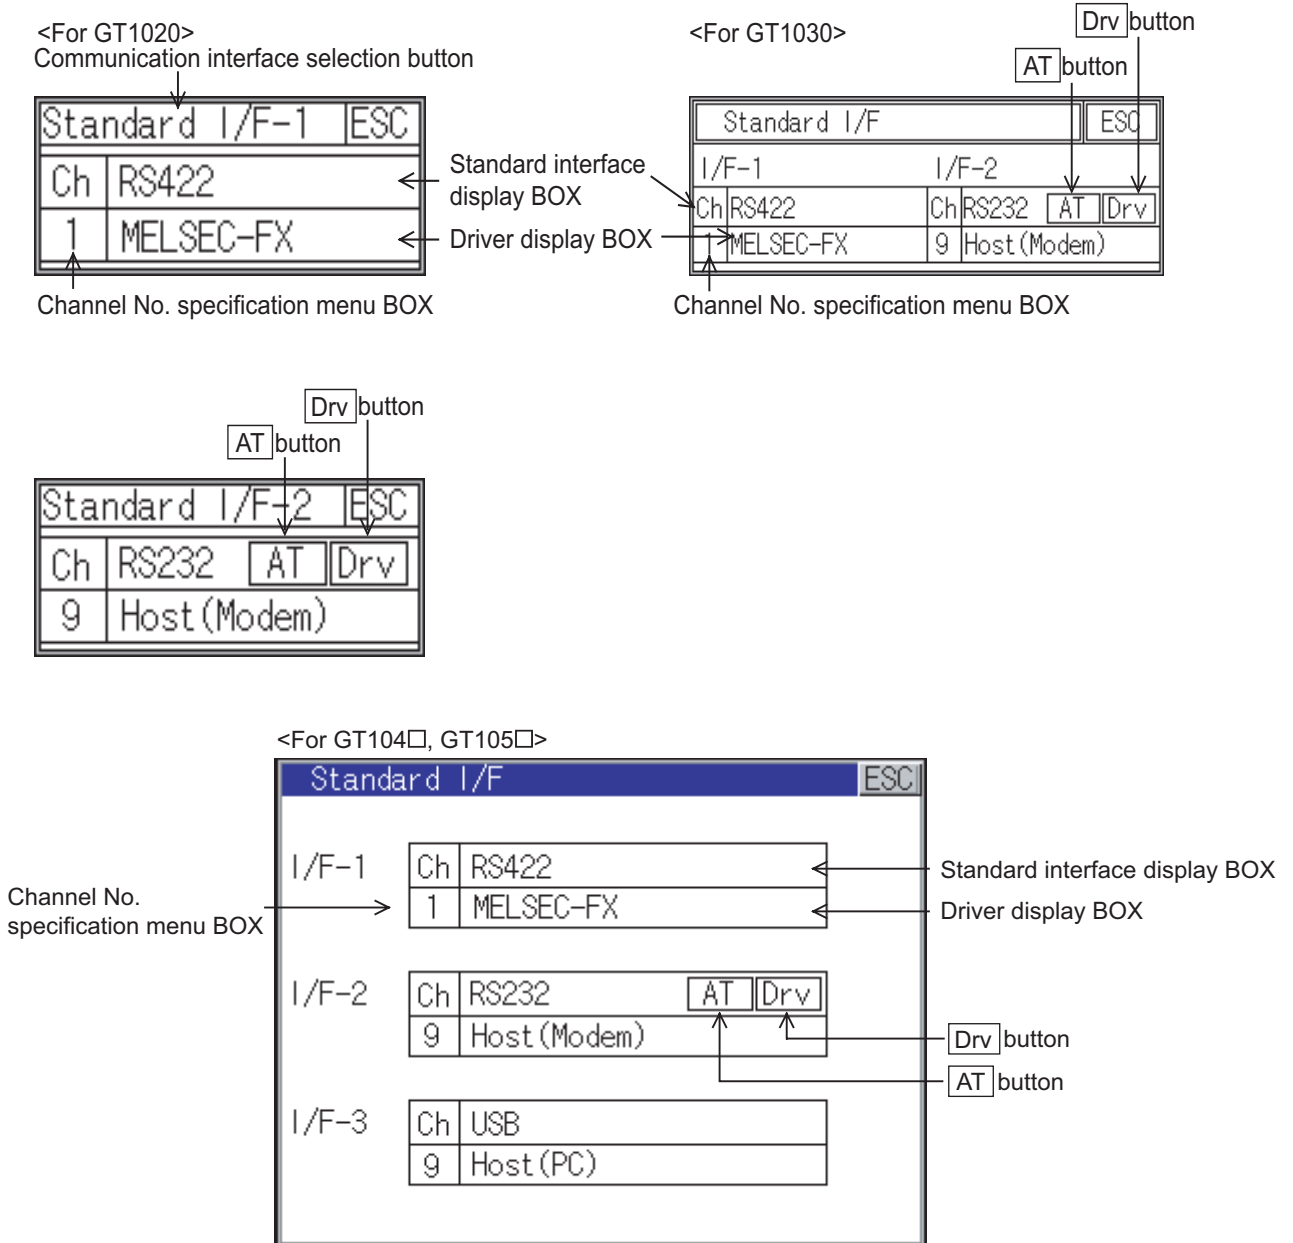 <For GT1020>
Communication interface selection button
Standard I/F-1 ESC
Ch RS422
1 MELSEC-FX
Standard interface
display BOX
Driver display BOX
Channel No. specification menu BOX
<For GT1030>
Drv button
AT button
Standard I/F ESC
I/F-1 I/F-2
Ch RS422 Ch RS232 AT Drv
1 MELSEC-FX 9 Host(Modem)
Channel No. specification menu BOX
Drv button
AT button
Standard I/F-2 ESC
Ch RS232 AT Drv
9 Host(Modem)
<For GT104□, GT105□>
Standard I/F ESC
I/F-1 Ch RS422
1 MELSEC-FX
Standard interface display BOX
Driver display BOX
Channel No.
specification menu BOX
I/F-2 Ch RS232 AT Drv
9 Host(Modem)
Drv button
AT button
I/F-3 Ch USB
9 Host(PC)